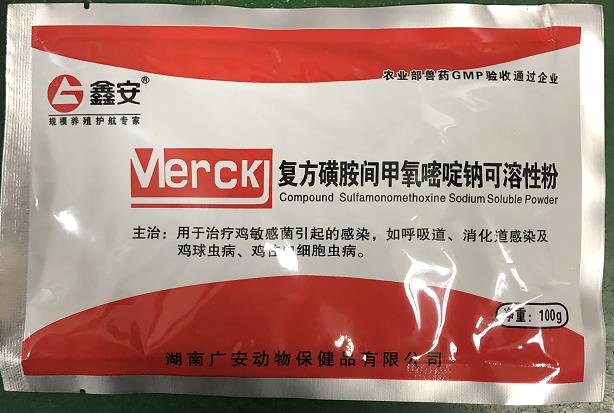 农业部兽药GMP验收通过企业
鑫安®
规模养殖护航专家
Merck
复方磺胺间甲氧嘧啶钠可溶性粉
Compound Sulfamonomethoxine Sodium Soluble Powder
主治：用于治疗鸡敏感菌引起的感染，如呼吸道、消化道感染及
鸡球虫病、鸡住白细胞虫病。
净重：100g
湖南广安动物保健品有限公司